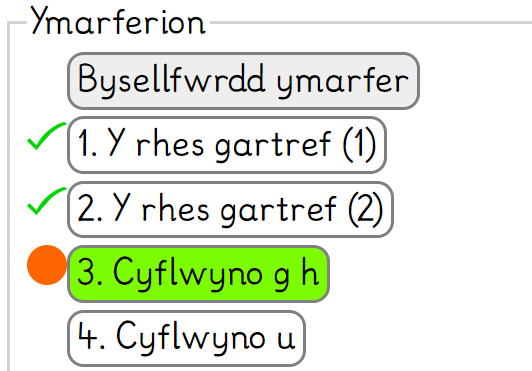 Ymarferion
Bysellfwrdd ymarfer
1. Y rhes gartref (1)
2. Y rhes gartref (2)
3. Cyflwyno g h
4. Cyflwyno u